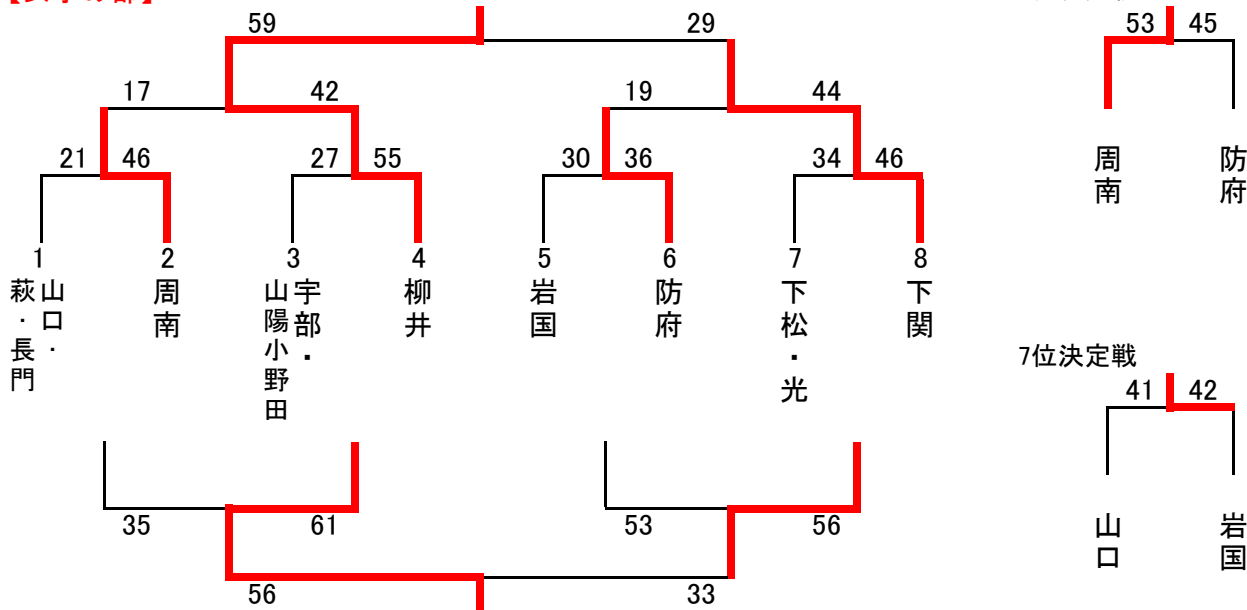 59 29
53 45
17 42 19 44
21 46 27 55 30 36 34 46
周南 防府
1 2 3 4 5 6 7 8
山口・
萩・長門
周南
宇部・
山陽小野田
柳井
岩国
防府
下松・光
下関
7位決定戦
41 42
山口 岩国
35 61 53 56
56 33